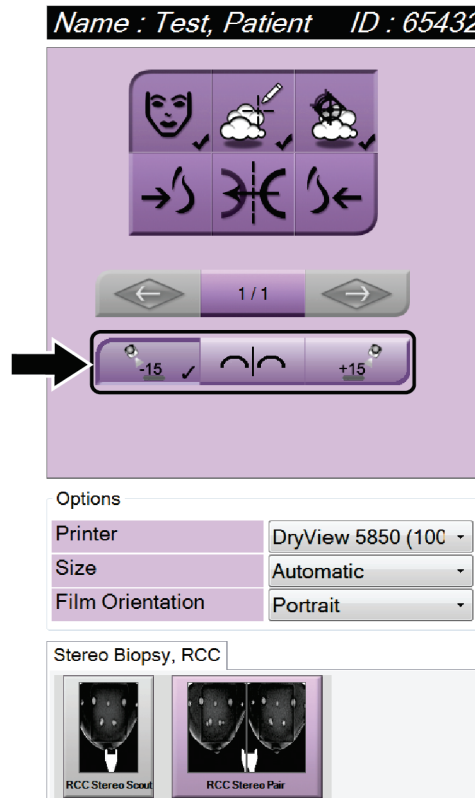 Name : Test, Patient ID : 65432
1 / 1
-15 +15
Options
Printer DryView 5850 (100
Size Automatic
Film Orientation Portrait
Stereo Biopsy, RCC
RCC Stereo Scout RCC Stereo Pair